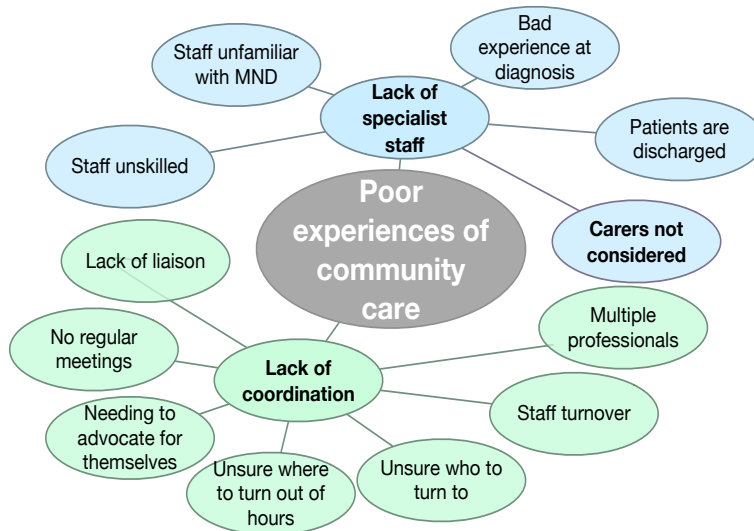 Staff unfamiliar
with MND
Bad
experience at
diagnosis
Lack of
specialist
staff
Patients are
discharged
Staff unskilled
Poor
experiences of
community
care
Carers not
considered
Lack of liaison
Multiple
professionals
No regular
meetings
Lack of
coordination
Staff turnover
Needing to
advocate for
themselves
Unsure where
to turn out of
hours
Unsure who to
turn to